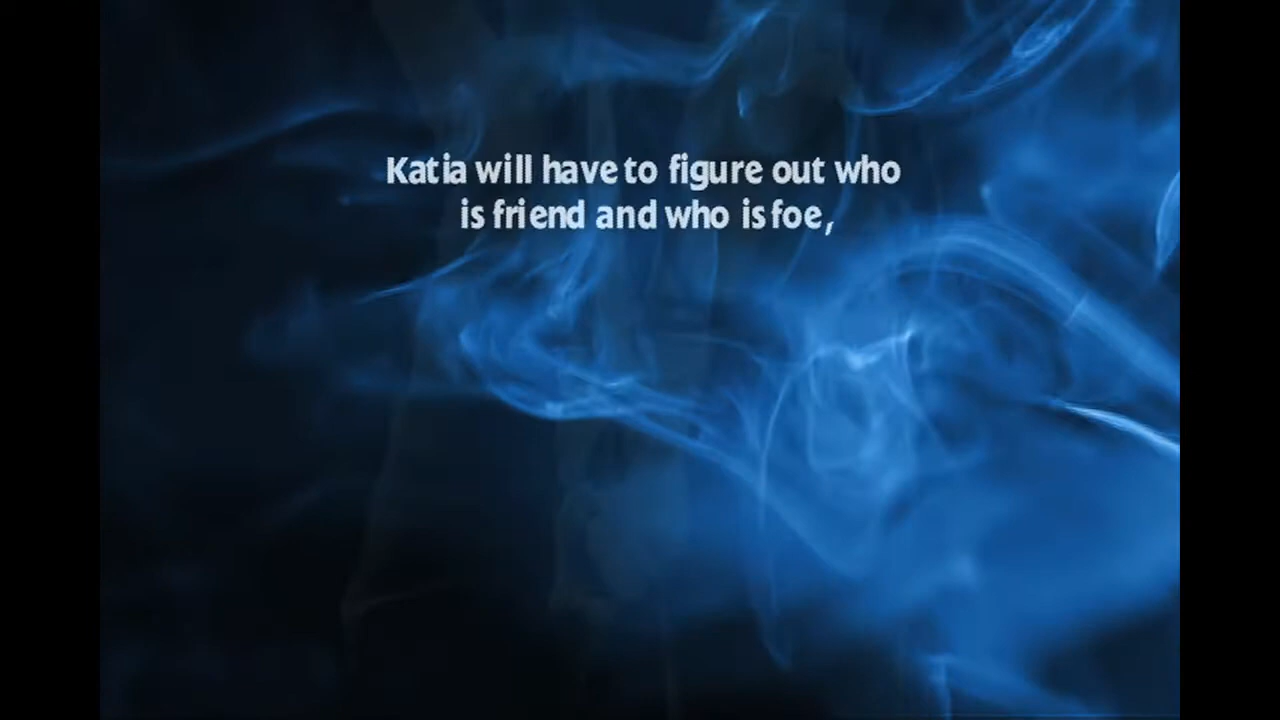 Katia will have to figure out who
is friend and who is foe,